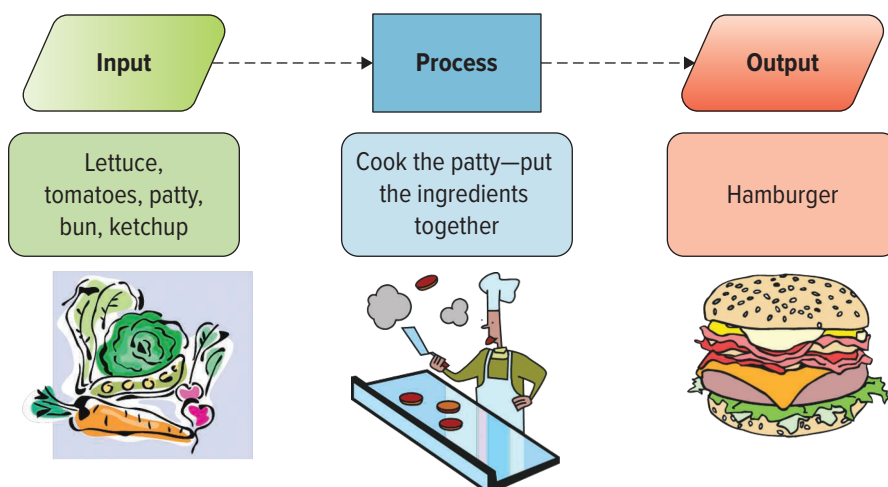 Input
Process
Output
Lettuce,
tomatoes, patty,
bun, ketchup
Cook the patty—put
the ingredients
together
Hamburger